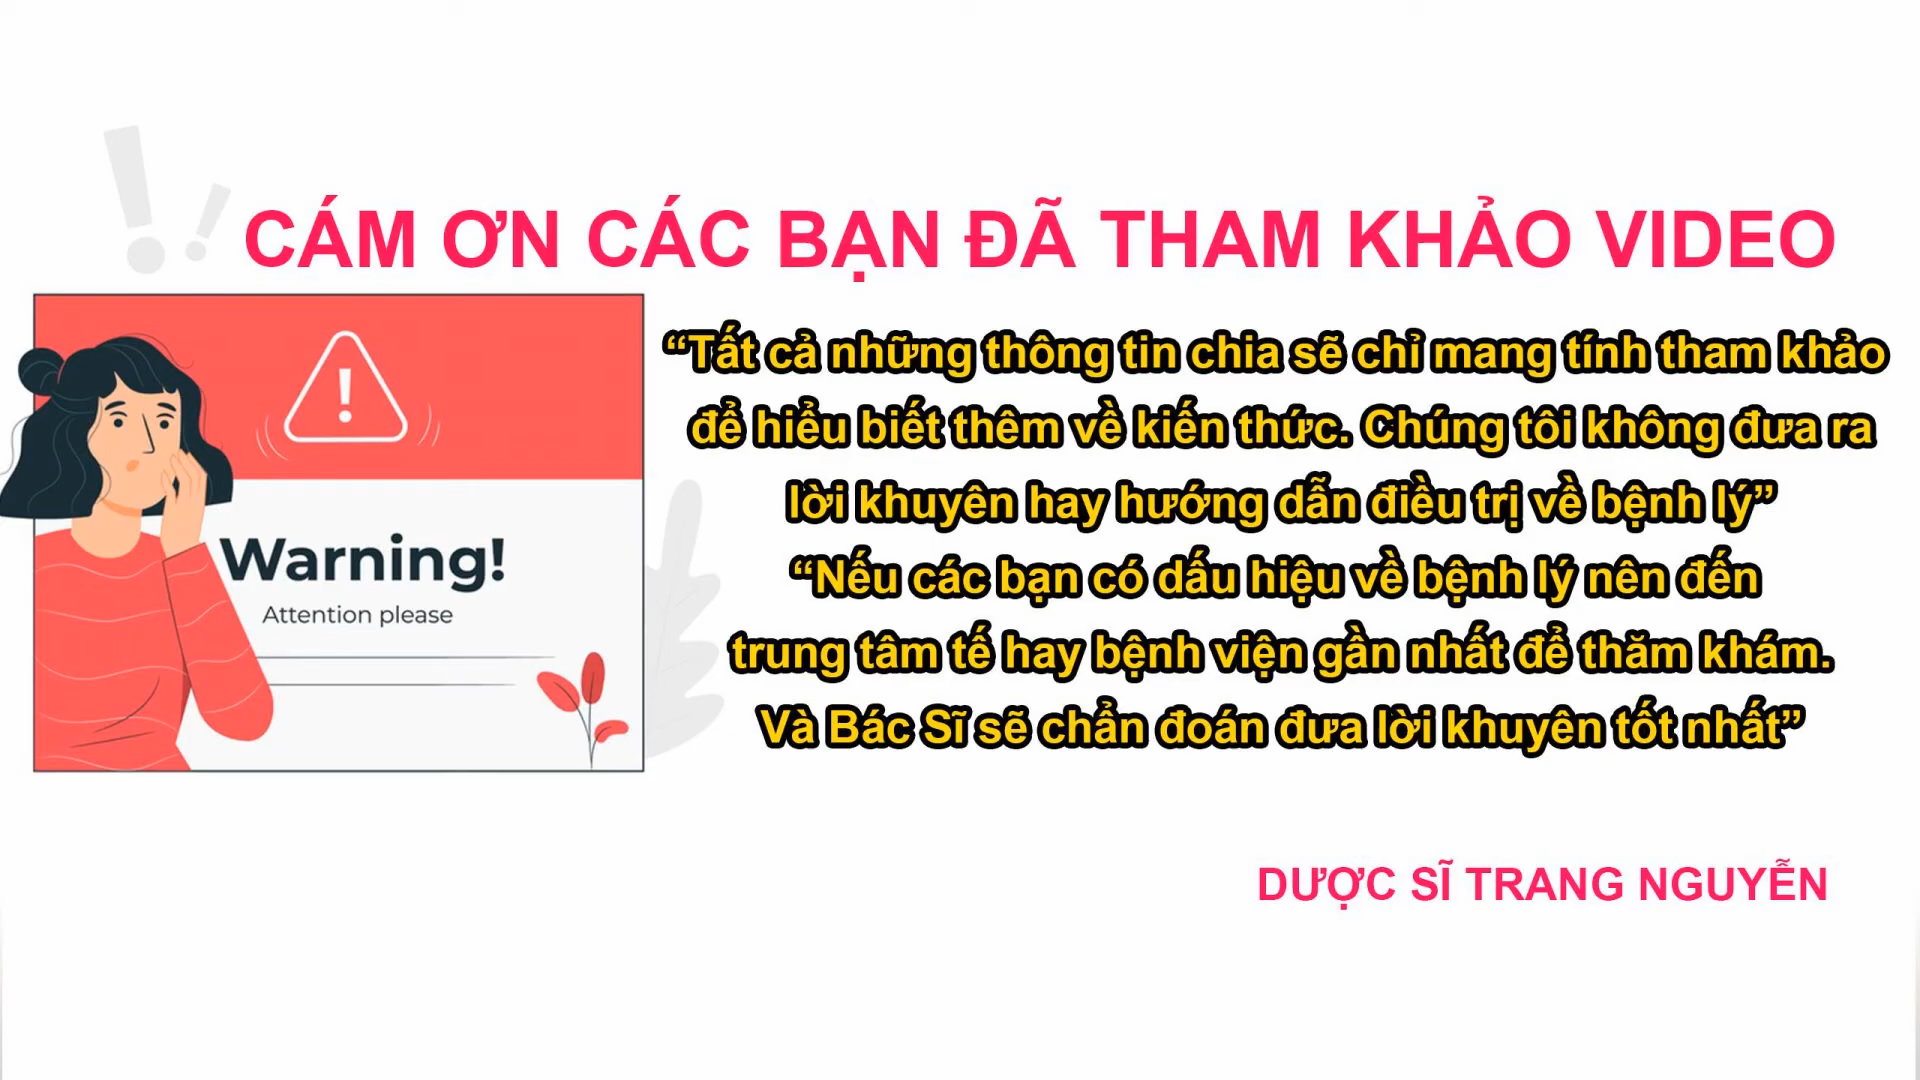 CÁM ƠN CÁC BẠN ĐÃ THAM KHẢO VIDEO
“Tất cả những thông tin chia sẽ chỉ mang tính tham khảo
để hiểu biết thêm về kiến thức. Chúng tôi không đưa ra
lời khuyên hay hướng dẫn điều trị về bệnh lý”
“Nếu các bạn có dấu hiệu về bệnh lý nên đến
trung tâm tế hay bệnh viện gần nhất để thăm khám.
Và Bác Sĩ sẽ chẩn đoán đưa lời khuyên tốt nhất”
Warning!
Attention please
DƯỢC SĨ TRANG NGUYỄN